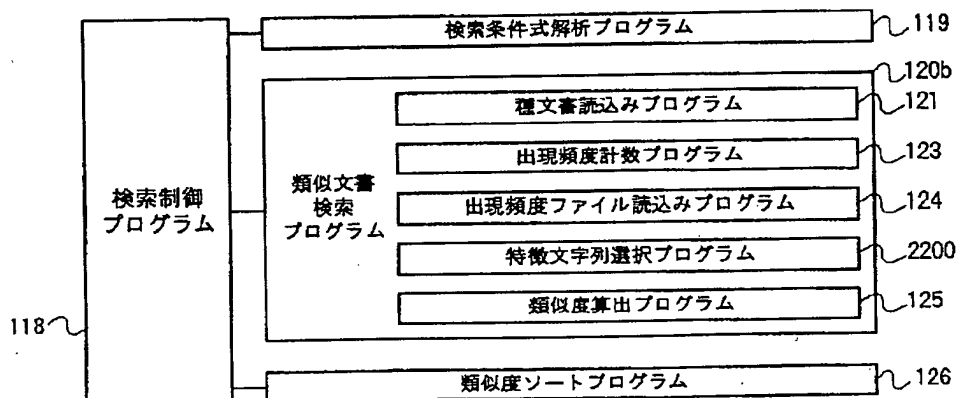 検索条件式解析プログラム
119
120b
種文書読込みプログラム
121
出現頻度計数プログラム
123
類似文書
検索
プログラム
出現頻度ファイル読込みプログラム
124
検索制御
プログラム
特徴文字列選択プログラム
2200
類似度算出プログラム
125
118
類似度ソートプログラム
126